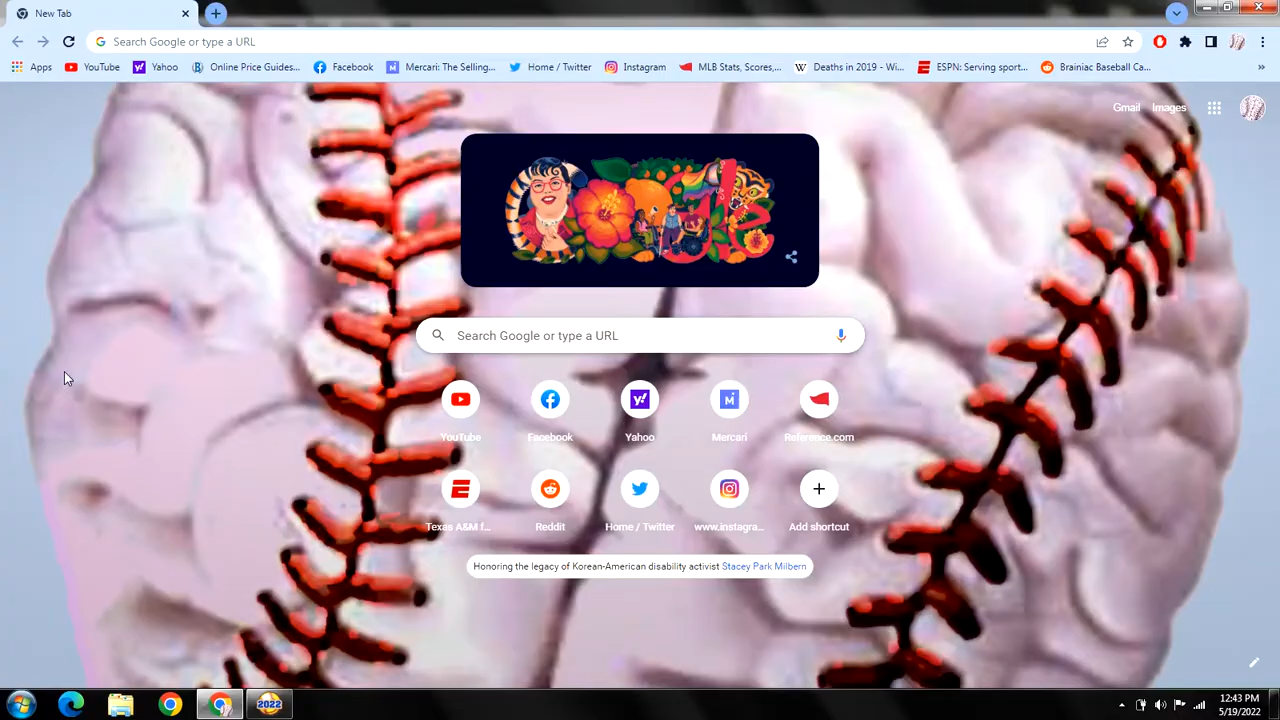 New Tab
Search Google or type a URL
Apps YouTube Yahoo Online Price Guides... Facebook Mercari: The Selling... Home / Twitter Instagram MLB Stats, Scores,... Deaths in 2019 - Wi... ESPN: Serving sport... Brainiac Baseball Ca... »
Gmail Images
Search Google or type a URL
YouTube Facebook Yahoo Mercari Reference.com
Texas A&M f... Reddit Home / Twitter www.instagra... Add shortcut
Honoring the legacy of Korean-American disability activist Stacey Park Milbern
2022
12:43 PM
5/19/2022